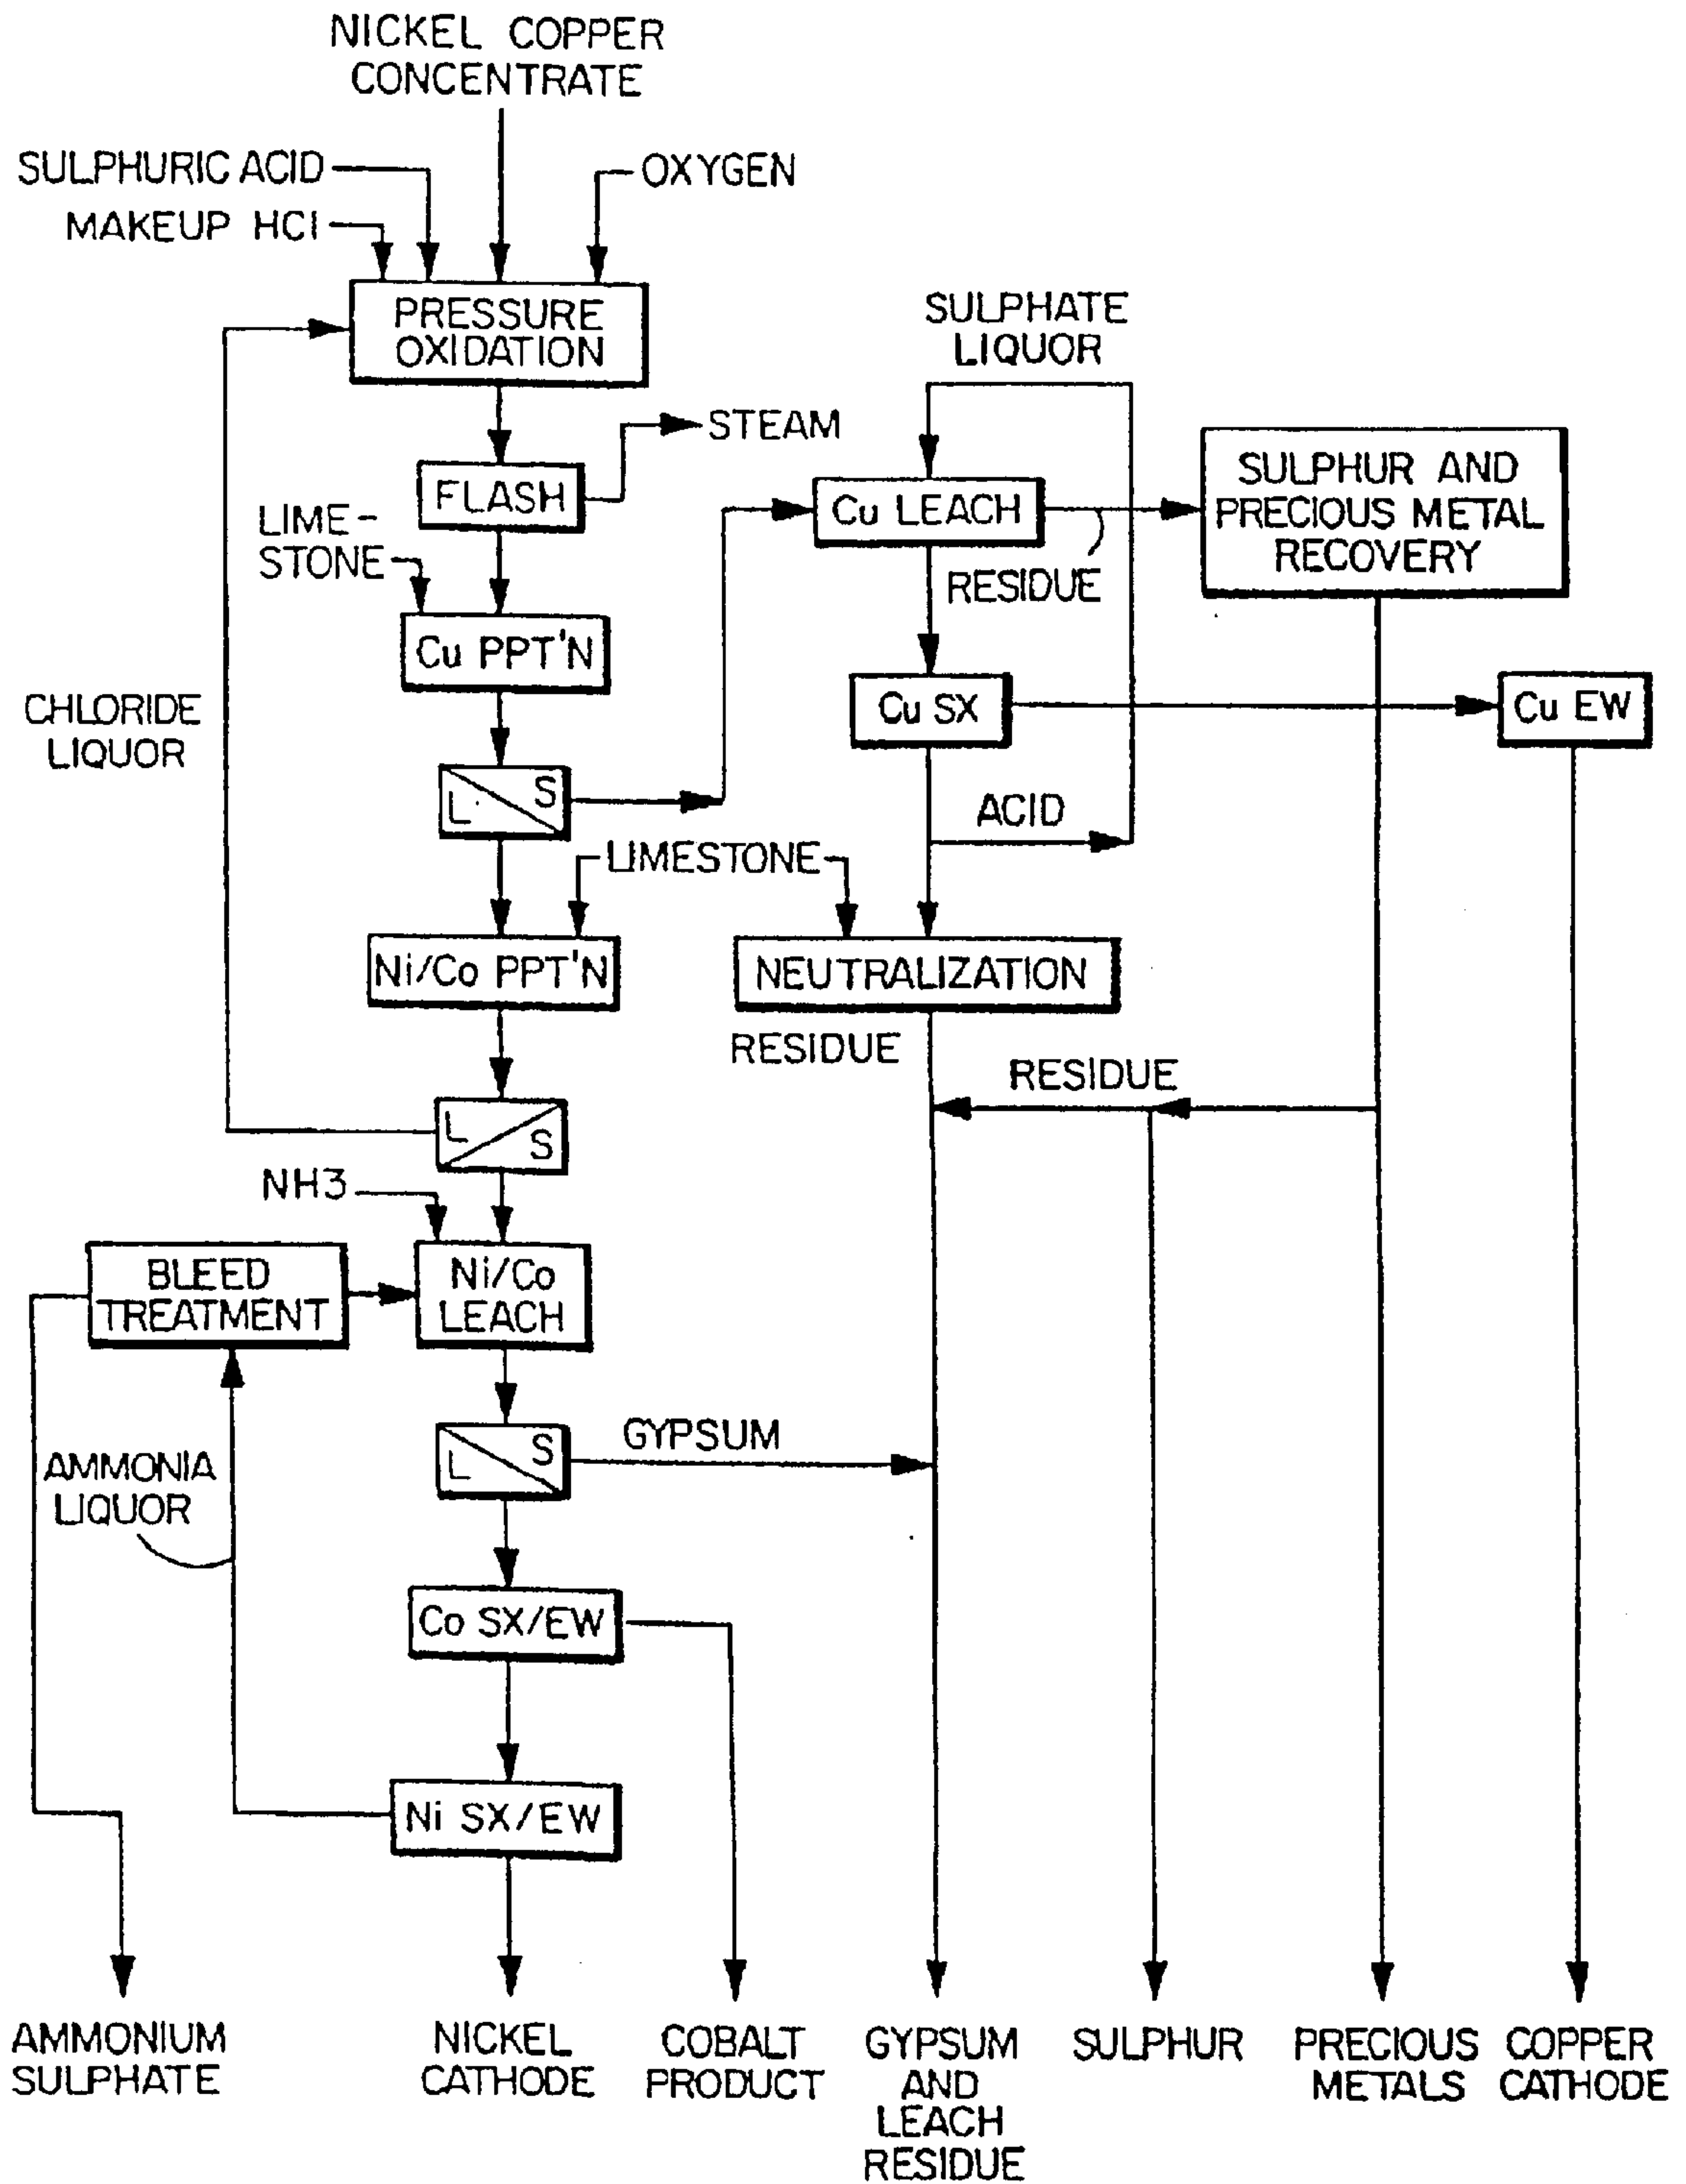 NICKEL COPPER
CONCENTRATE
SULPHURIC ACID
OXYGEN
MAKEUP HCl
PRESSURE
OXIDATION
SULPHATE
LIQUOR
STEAM
FLASH
LIME-
STONE
Cu LEACH
SULPHUR AND
PRECIOUS METAL
RECOVERY
RESIDUE
Cu PPT'N
CHLORIDE
LIQUOR
Cu SX
Cu EW
L S
ACID
LIMESTONE
Ni/Co PPT'N
NEUTRALIZATION
RESIDUE
RESIDUE
L S
NH3
BLEED
TREATMENT
Ni/Co
LEACH
L S
GYPSUM
AMMONIA
LIQUOR
Co SX/EW
Ni SX/EW
AMMONIUM
SULPHATE
NICKEL
CATHODE
COBALT
PRODUCT
GYPSUM
AND
LEACH
RESIDUE
SULPHUR
PRECIOUS
METALS
COPPER
CATHODE